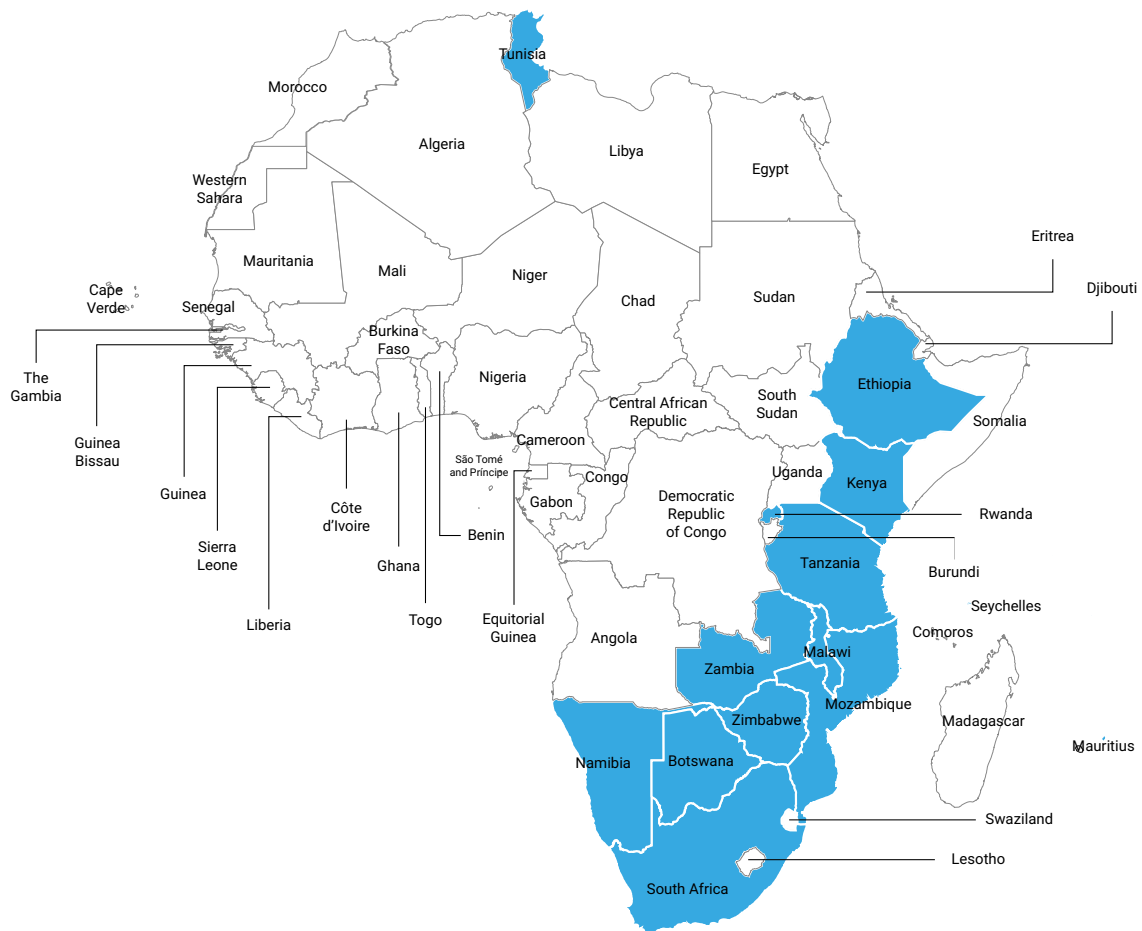 Tunisia
Morocco
Algeria
Libya
Egypt
Western
Sahara
Mauritania
Mali
Niger
Chad
Sudan
Eritrea
Djibouti
Cape
Verde
Senegal
Burkina
Faso
Nigeria
Ethiopia
The
Gambia
South
Sudan
Central African
Republic
Somalia
Guinea
Bissau
Cameroon
São Tomé
and Príncipe
Congo
Uganda
Kenya
Guinea
Gabon
Democratic
Republic
of Congo
Rwanda
Côte
d'Ivoire
Benin
Sierra
Leone
Ghana
Tanzania
Burundi
Liberia
Togo
Equitorial
Guinea
Seychelles
Angola
Comoros
Malawi
Zambia
Mozambique
Zimbabwe
Madagascar
Mauritius
Namibia
Botswana
Swaziland
Lesotho
South Africa